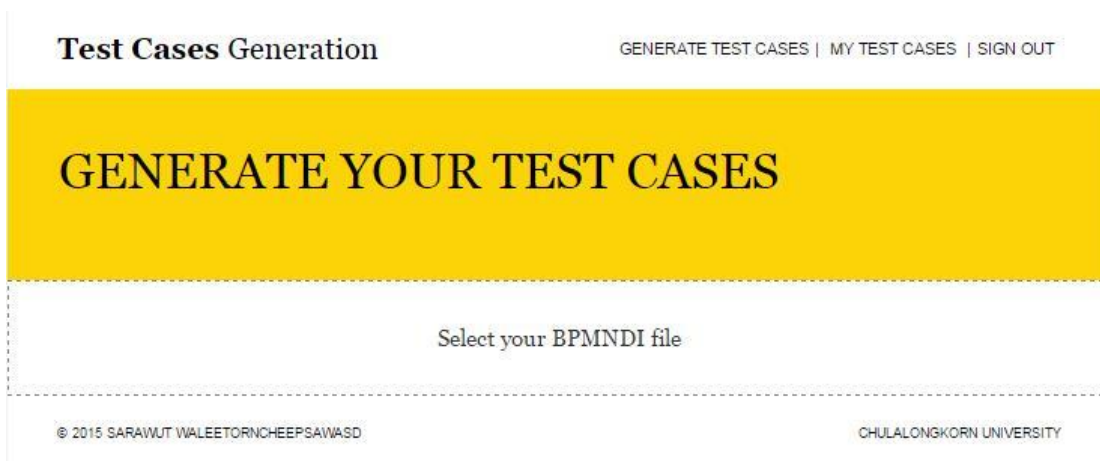 Test Cases Generation
GENERATE TEST CASES | MY TEST CASES | SIGN OUT
GENERATE YOUR TEST CASES
Select your BPMNDI file
© 2015 SARAWUT WALEETORNCHEEPSAWASD
CHULALONGKORN UNIVERSITY